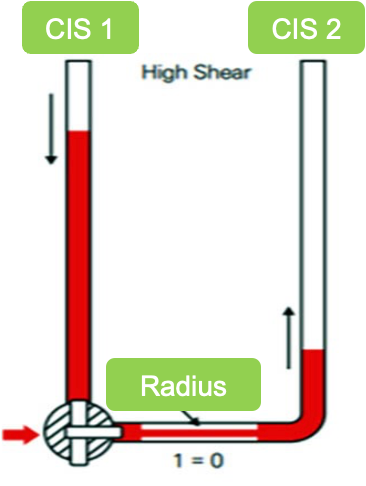 CIS 1
CIS 2
High Shear
Radius
1 = 0